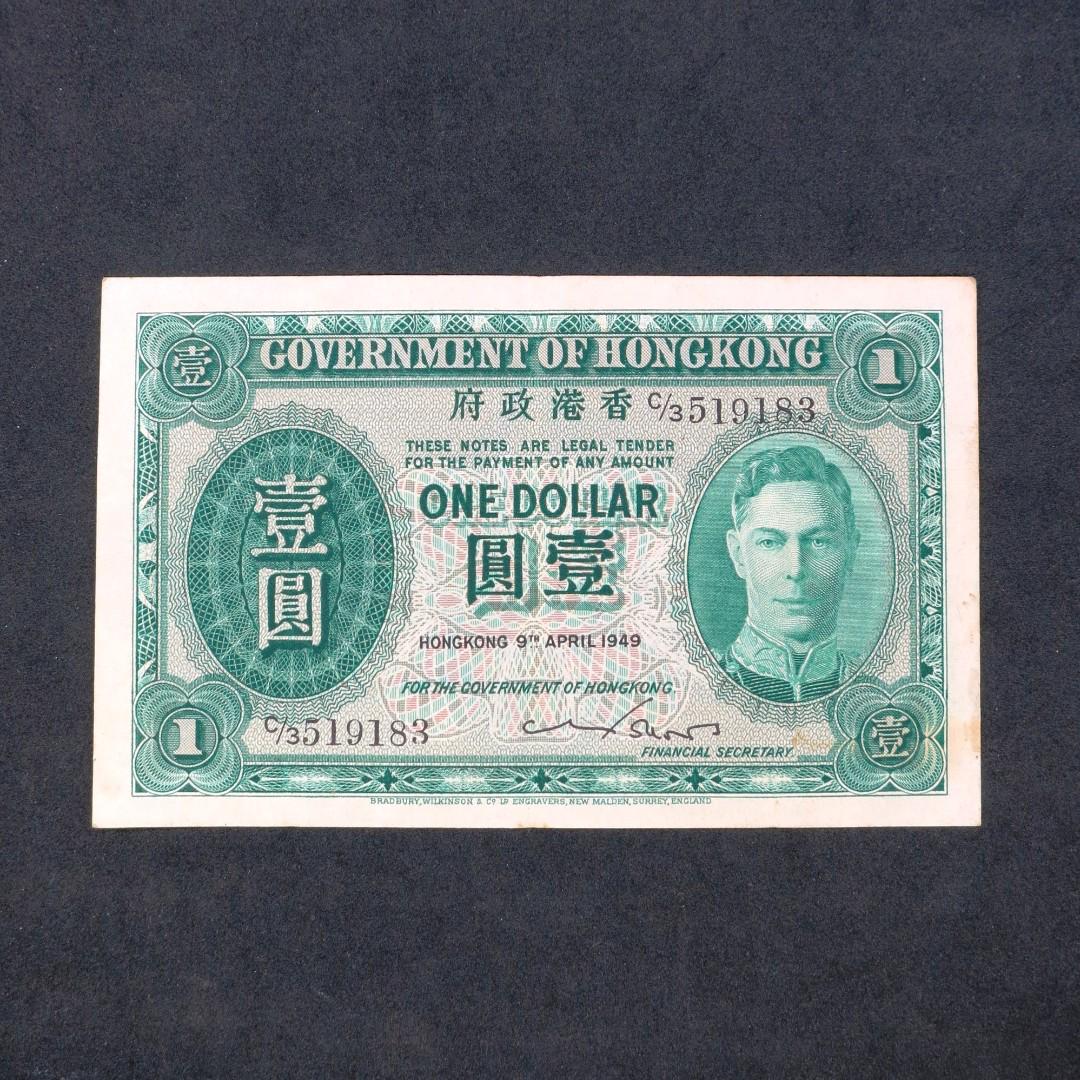 壹
GOVERNMENT OF HONGKONG
1
府政港香
C/3 519183
THESE NOTES ARE LEGAL TENDER
FOR THE PAYMENT OF ANY AMOUNT
ONE DOLLAR
壹圓
圓壹
HONGKONG 9TH APRIL 1949
FOR THE GOVERNMENT OF HONGKONG.
1
C/3 519183
FINANCIAL SECRETARY
壹
BRADBURY, WILKINSON & Co Ld ENGRAVERS, NEW MALDEN, SURREY, ENGLAND